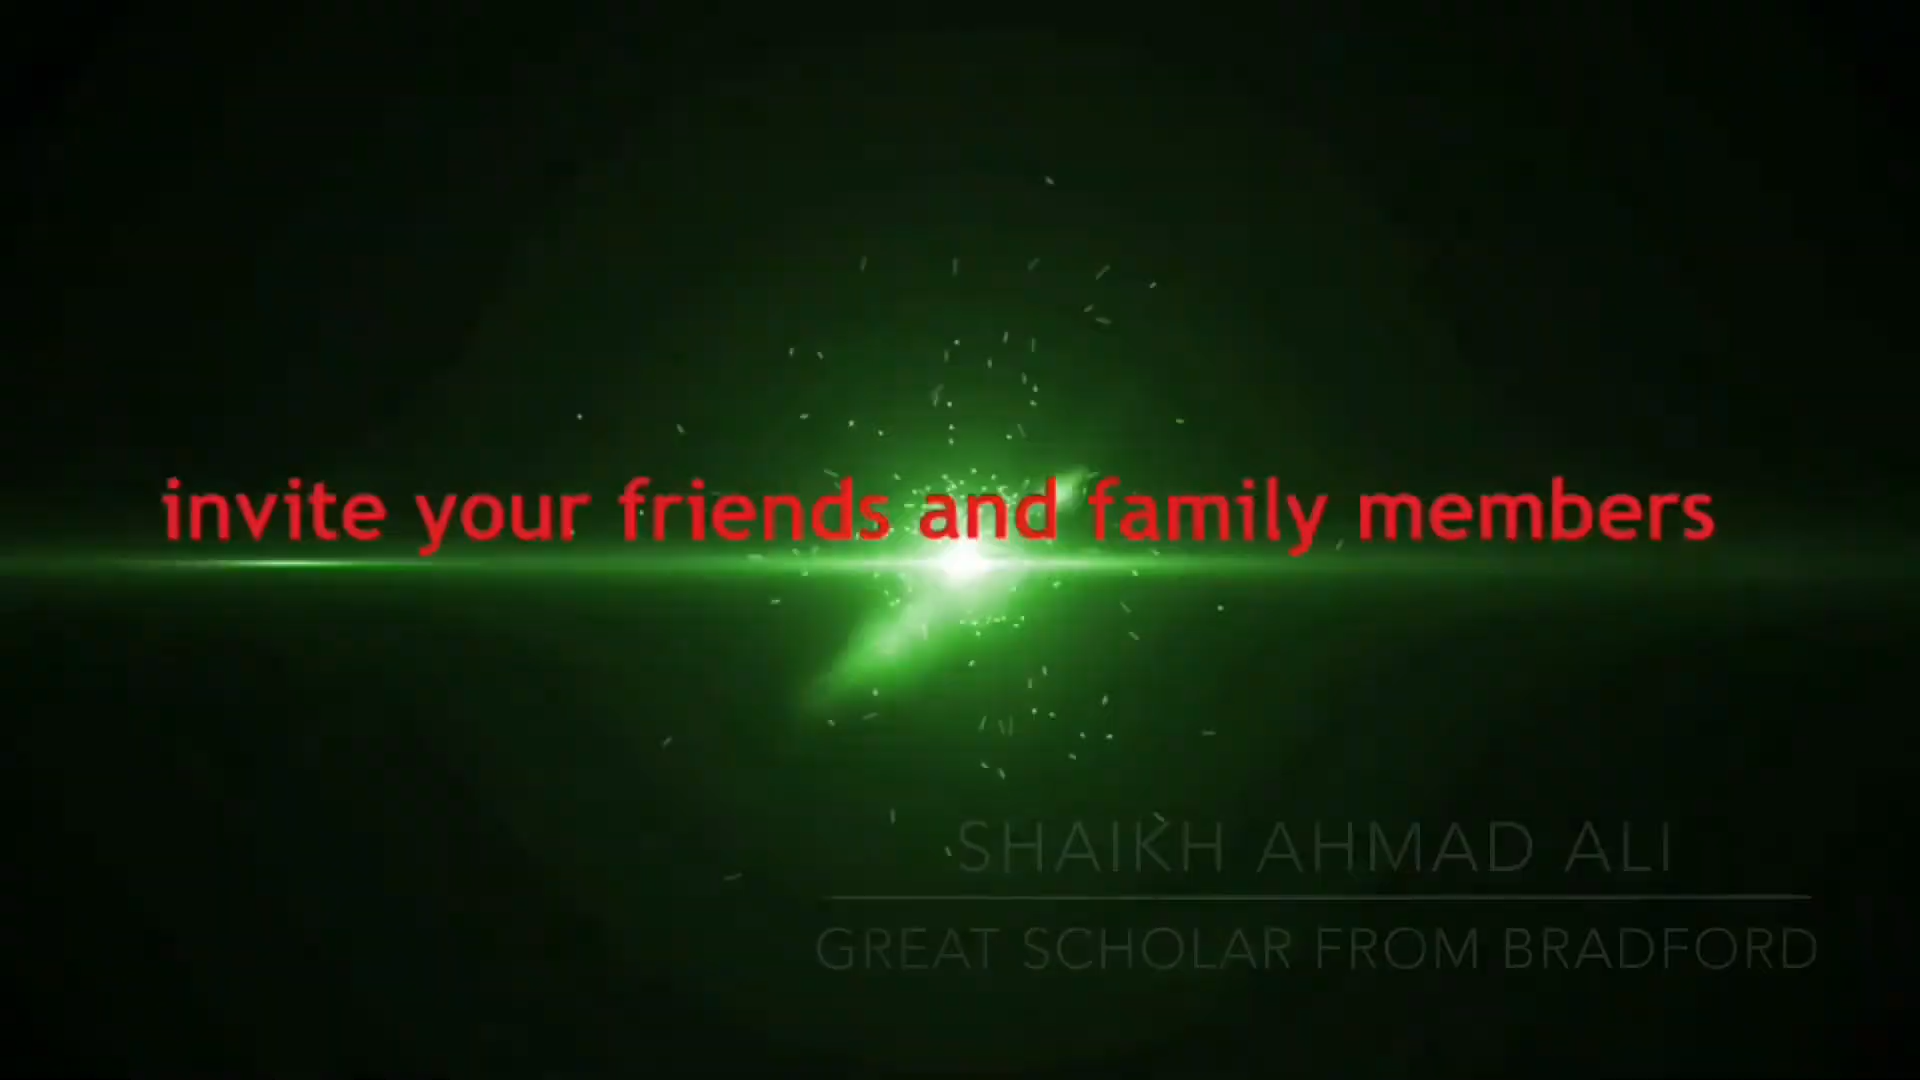 invite your friends and family members
SHAIKH AHMAD ALI
GREAT SCHOLAR FROM BRADFORD